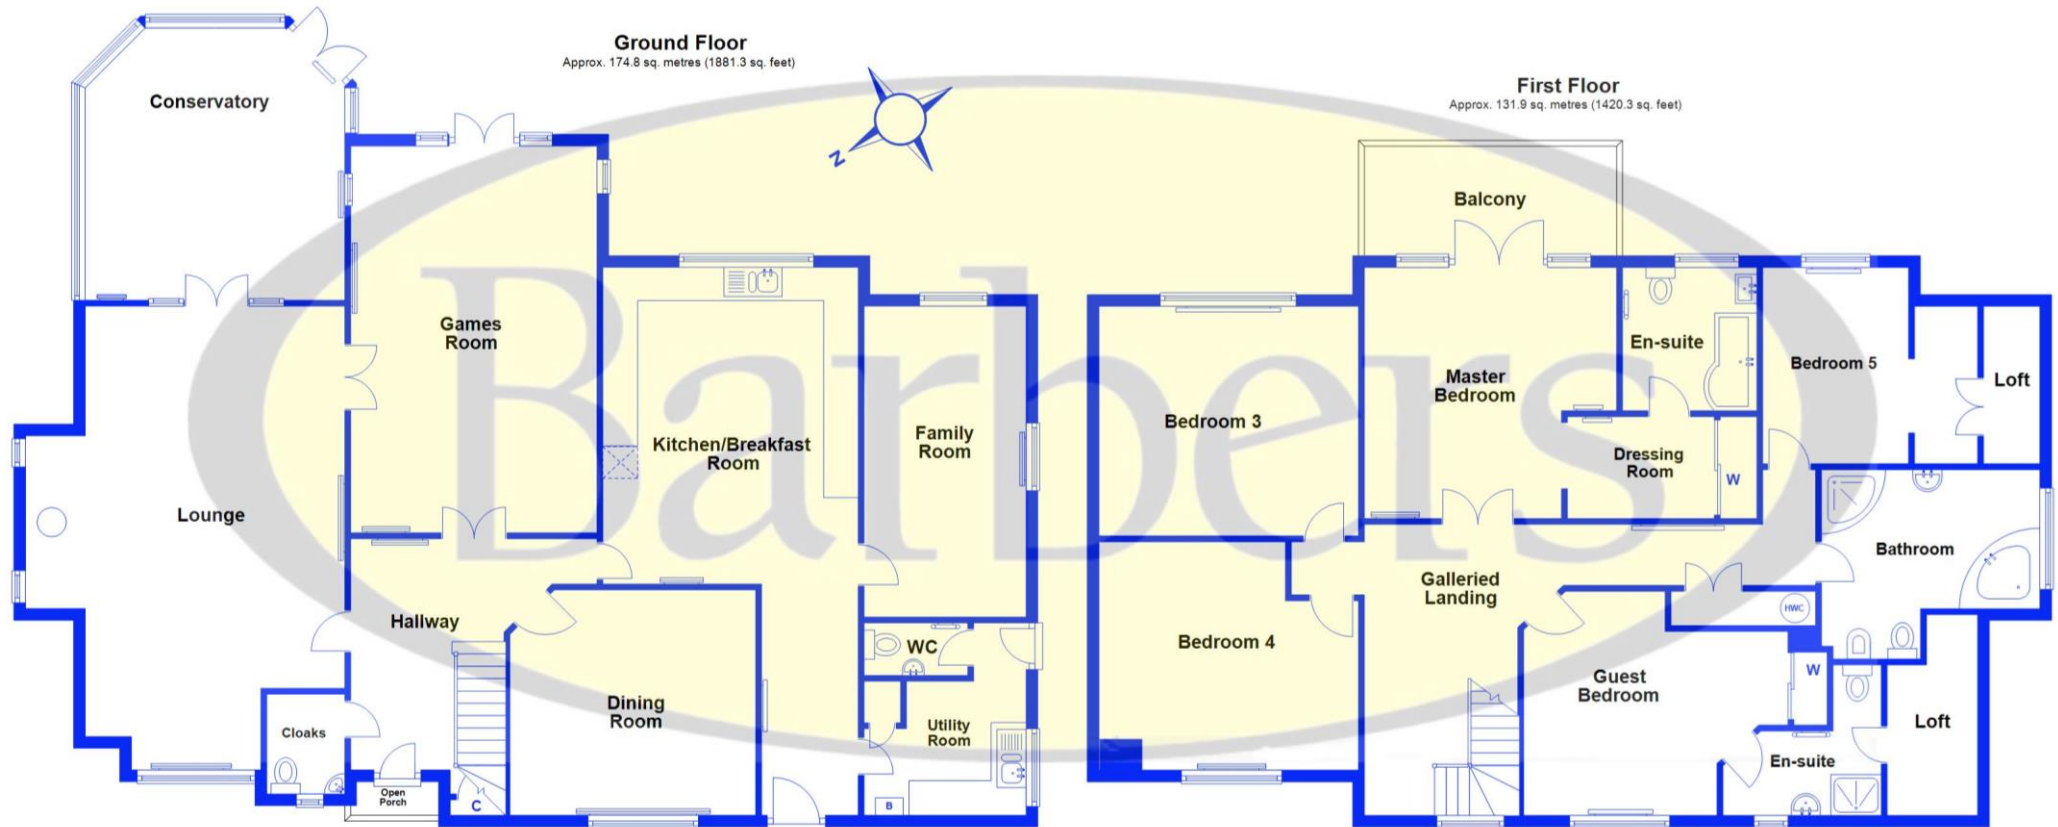 Ground Floor
Approx. 174.8 sq. metres (1881.3 sq. feet)
First Floor
Approx. 131.9 sq. metres (1420.3 sq. feet)
N
Barbers
Conservatory
Games
Room
Kitchen/Breakfast
Room
Family
Room
Lounge
Hallway
WC
Dining
Room
Utility
Room
Cloaks
Open
Porch
C
B
Balcony
En-suite
Bedroom 5
Loft
Master
Bedroom
Bedroom 3
Dressing
Room
W
Bathroom
Galleried
Landing
HWC
Bedroom 4
Guest
Bedroom
W
Loft
En-suite